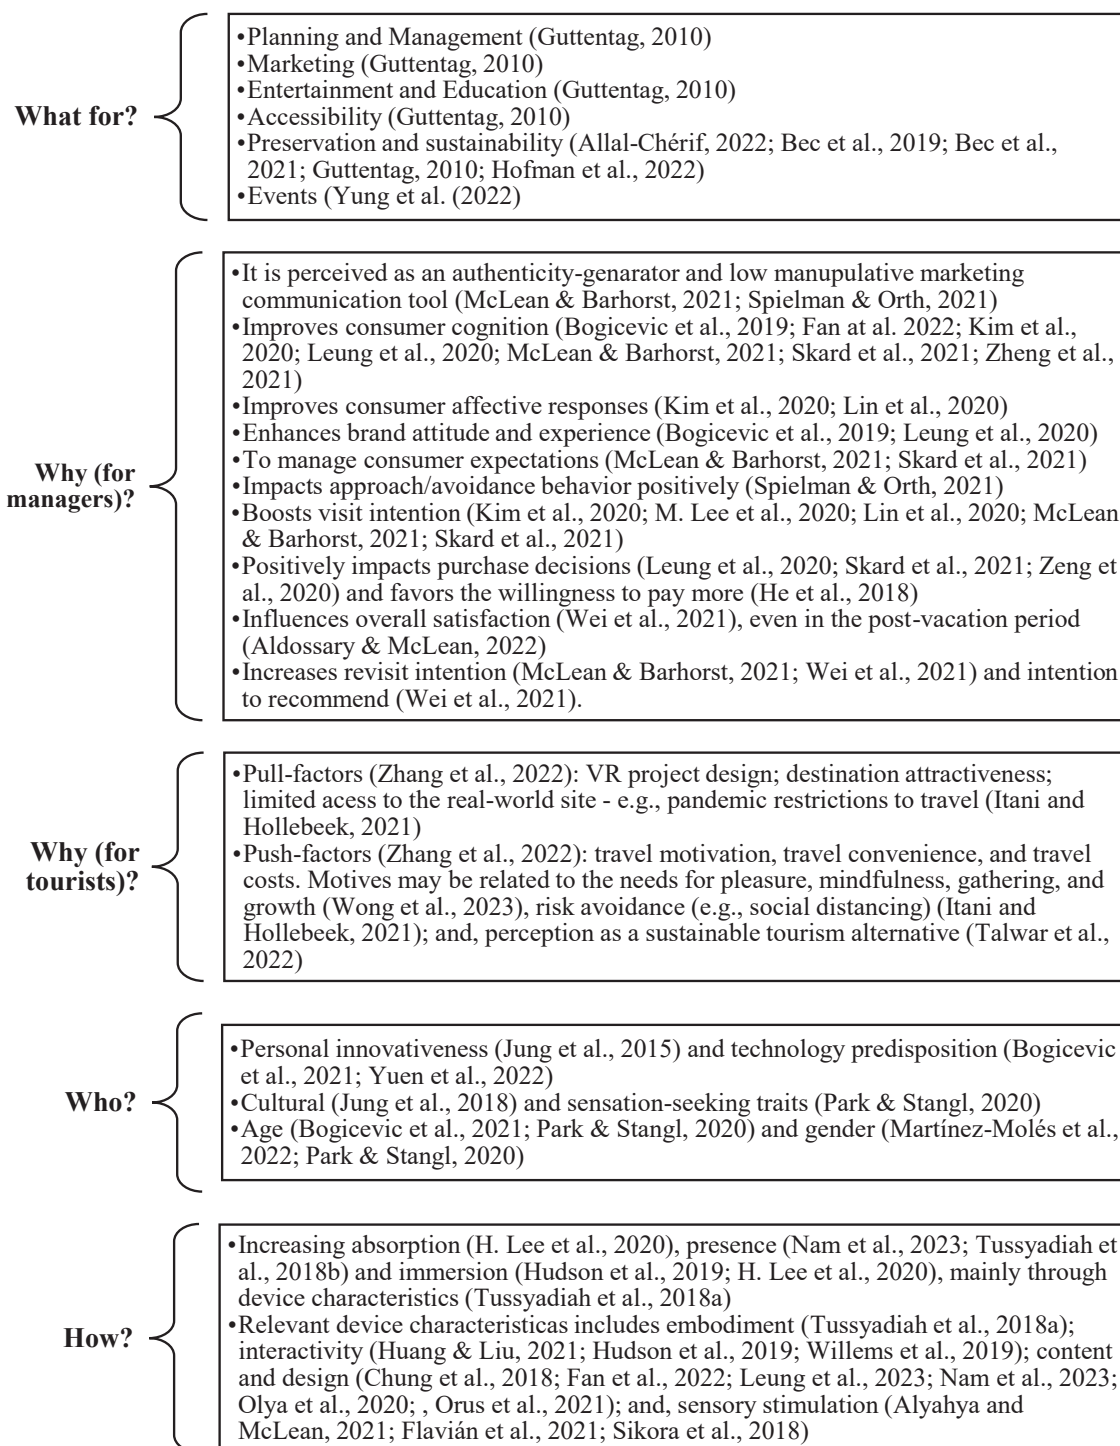 What for?
•Planning and Management (Guttentag, 2010)
•Marketing (Guttentag, 2010)
•Entertainment and Education (Guttentag, 2010)
•Accessibility (Guttentag, 2010)
•Preservation and sustainability (Allal-Chérif, 2022; Bec et al., 2019; Bec et al.,
2021; Guttentag, 2010; Hofman et al., 2022)
•Events (Yung et al. (2022)
Why (for
managers)?
•It is perceived as an authenticity-genarator and low manupulative marketing
communication tool (McLean & Barhorst, 2021; Spielman & Orth, 2021)
•Improves consumer cognition (Bogicevic et al., 2019; Fan at al. 2022; Kim et al.,
2020; Leung et al., 2020; McLean & Barhorst, 2021; Skard et al., 2021; Zheng et al.,
2021)
•Improves consumer affective responses (Kim et al., 2020; Lin et al., 2020)
•Enhances brand attitude and experience (Bogicevic et al., 2019; Leung et al., 2020)
•To manage consumer expectations (McLean & Barhorst, 2021; Skard et al., 2021)
•Impacts approach/avoidance behavior positively (Spielman & Orth, 2021)
•Boosts visit intention (Kim et al., 2020; M. Lee et al., 2020; Lin et al., 2020; McLean
& Barhorst, 2021; Skard et al., 2021)
•Positively impacts purchase decisions (Leung et al., 2020; Skard et al., 2021; Zeng et
al., 2020) and favors the willingness to pay more (He et al., 2018)
•Influences overall satisfaction (Wei et al., 2021), even in the post-vacation period
(Aldossary & McLean, 2022)
•Increases revisit intention (McLean & Barhorst, 2021; Wei et al., 2021) and intention
to recommend (Wei et al., 2021).
Why (for
tourists)?
•Pull-factors (Zhang et al., 2022): VR project design; destination attractiveness;
limited acess to the real-world site - e.g., pandemic restrictions to travel (Itani and
Hollebeek, 2021)
•Push-factors (Zhang et al., 2022): travel motivation, travel convenience, and travel
costs. Motives may be related to the needs for pleasure, mindfulness, gathering, and
growth (Wong et al., 2023), risk avoidance (e.g., social distancing) (Itani and
Hollebeek, 2021); and, perception as a sustainable tourism alternative (Talwar et al.,
2022)
Who?
•Personal innovativeness (Jung et al., 2015) and technology predisposition (Bogicevic
et al., 2021; Yuen et al., 2022)
•Cultural (Jung et al., 2018) and sensation-seeking traits (Park & Stangl, 2020)
•Age (Bogicevic et al., 2021; Park & Stangl, 2020) and gender (Martínez-Molés et al.,
2022; Park & Stangl, 2020)
How?
•Increasing absorption (H. Lee et al., 2020), presence (Nam et al., 2023; Tussyadiah et
al., 2018b) and immersion (Hudson et al., 2019; H. Lee et al., 2020), mainly through
device characteristics (Tussyadiah et al., 2018a)
•Relevant device characteristicas includes embodiment (Tussyadiah et al., 2018a);
interactivity (Huang & Liu, 2021; Hudson et al., 2019; Willems et al., 2019); content
and design (Chung et al., 2018; Fan et al., 2022; Leung et al., 2023; Nam et al., 2023;
Olya et al., 2020; , Orus et al., 2021); and, sensory stimulation (Alyahya and
McLean, 2021; Flavián et al., 2021; Sikora et al., 2018)